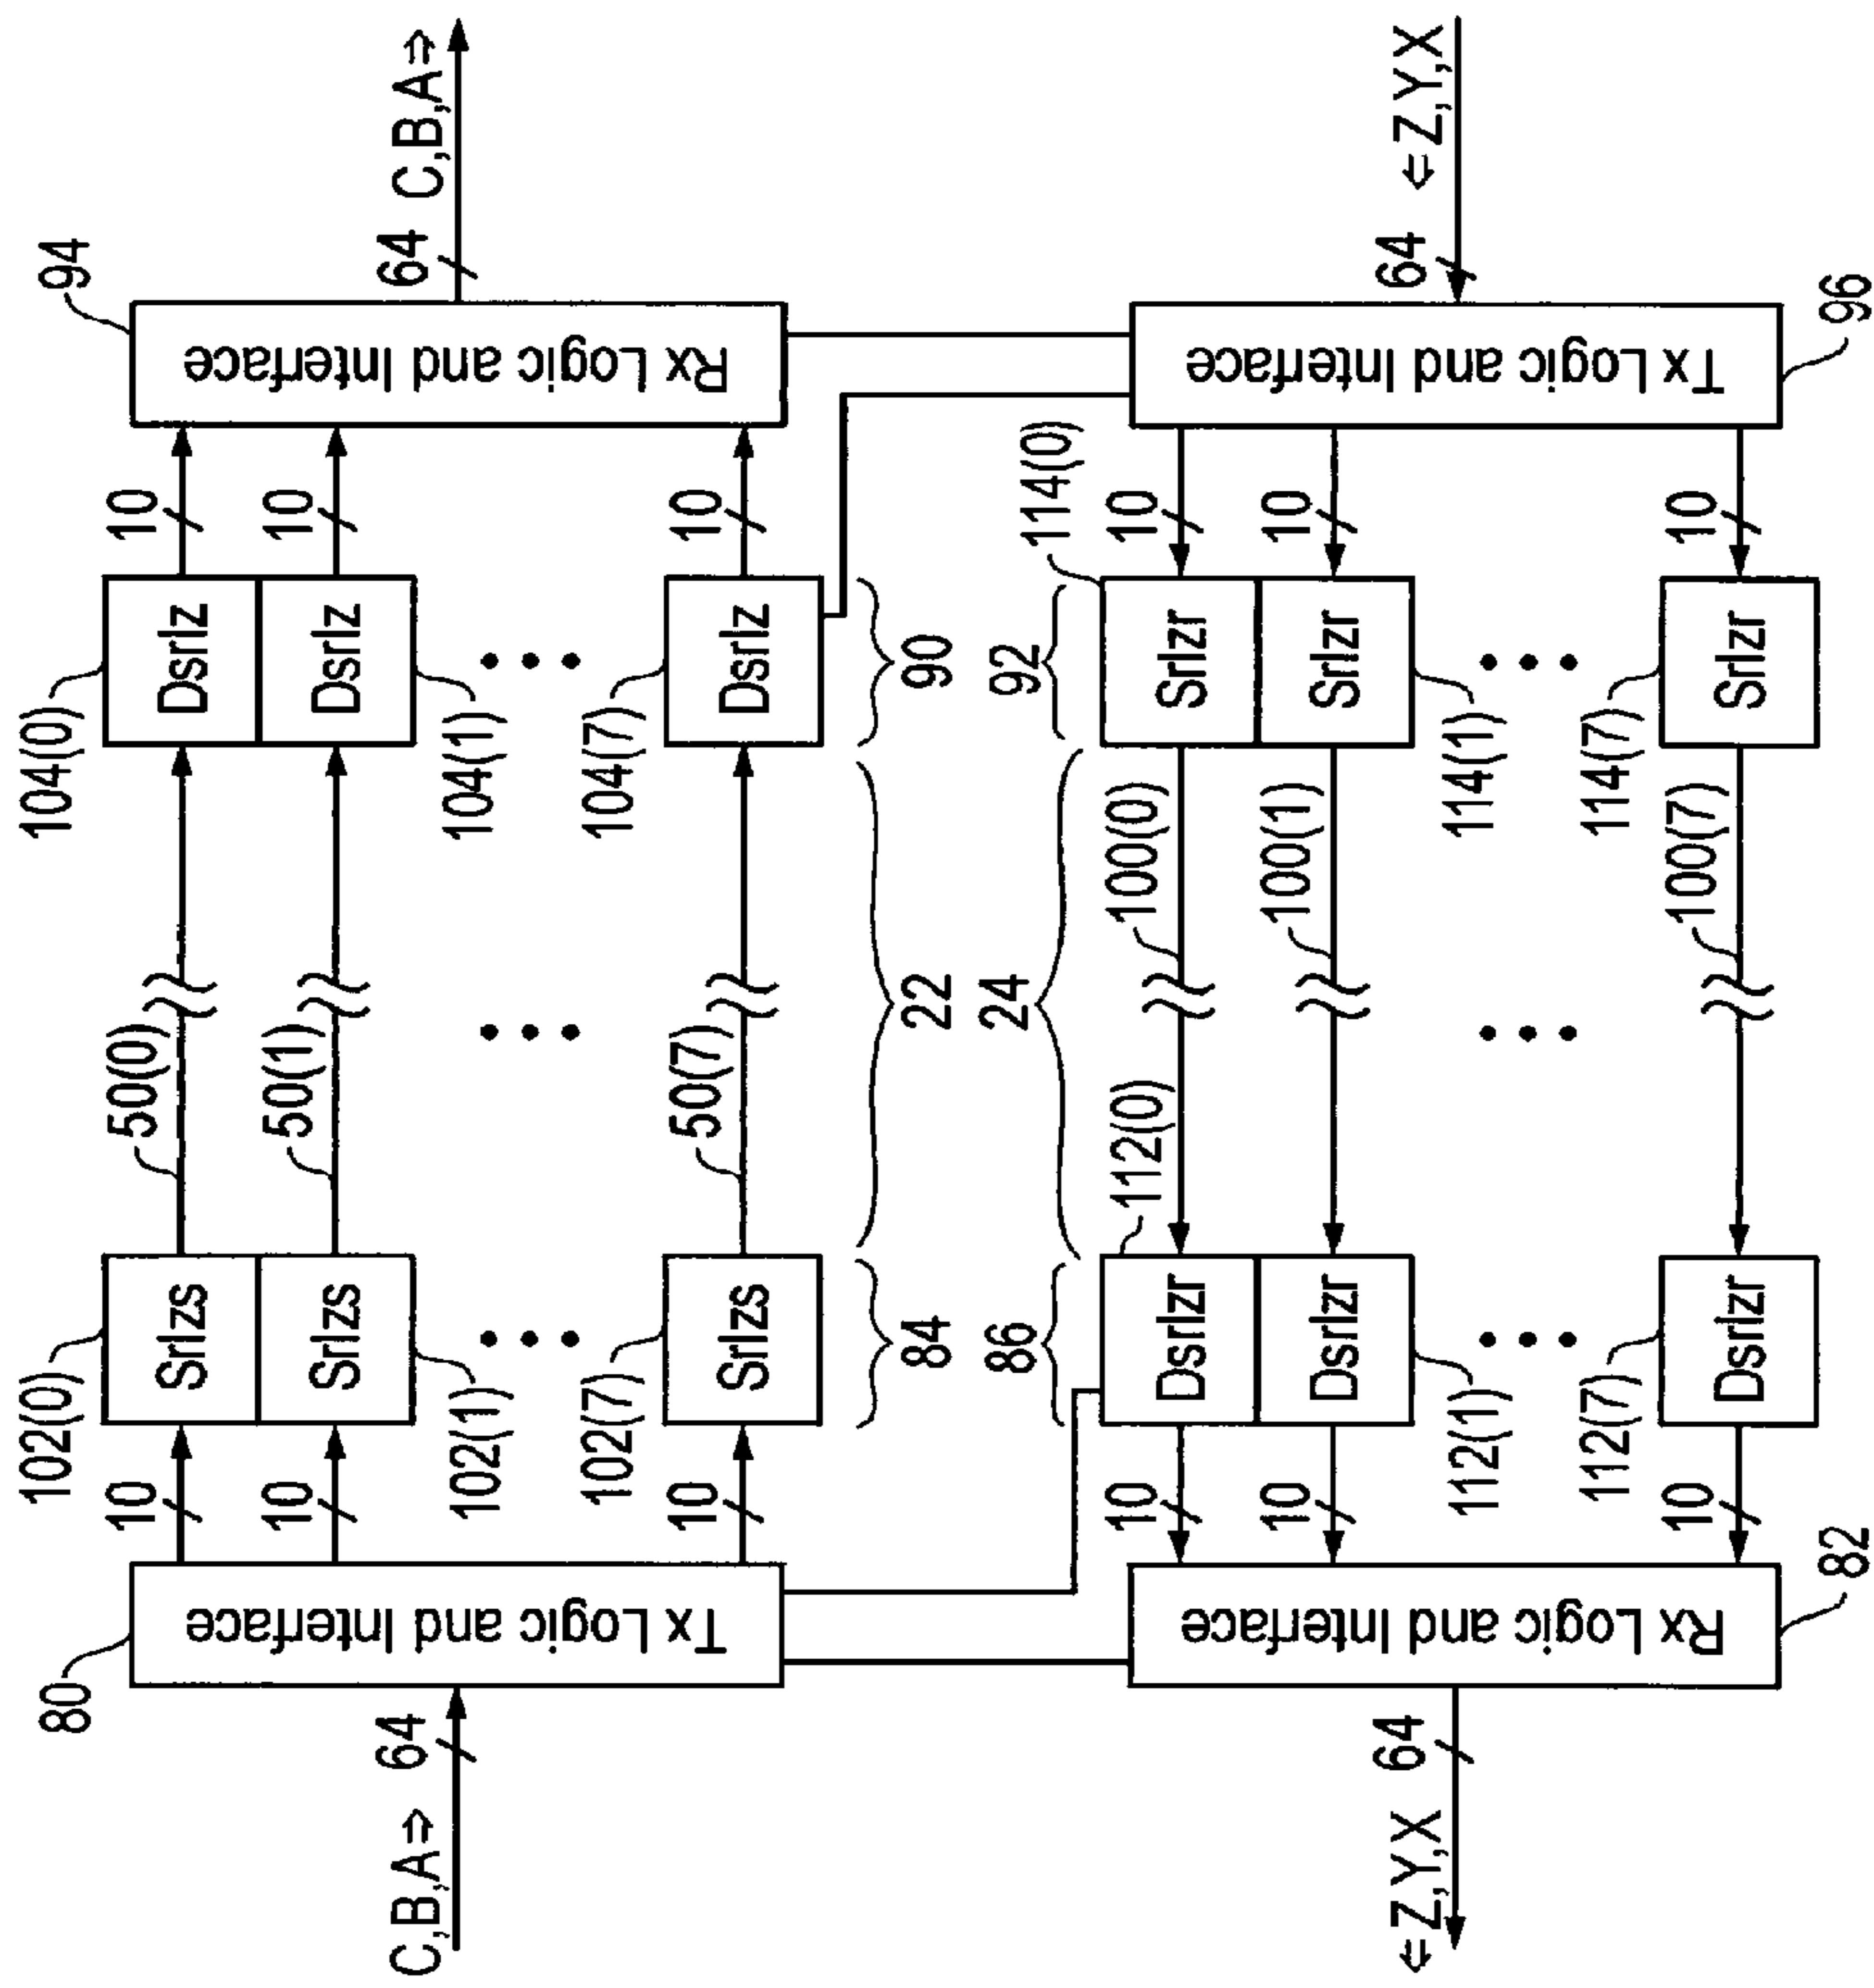 C,B,A⇒
64
80
Tx Logic and Interface
10
10
10
102(0)
Srlzs
Srlzs
102(1)
102(7)
Srlzs
84
50(0)
50(1)
50(7)
22
104(0)
Dsrlz
Dsrlz
104(1)
104(7)
Dsrlz
90
10
10
10
94
Rx Logic and Interface
64
C,B,A⇒
⇐Z,Y,X
64
Rx Logic and Interface
82
10
10
10
86
112(0)
Dsrlzr
Dsrlzr
112(1)
112(7)
Dsrlzr
24
100(0)
100(1)
100(7)
92
114(0)
Srlzr
Srlzr
114(1)
114(7)
Srlzr
10
10
10
Tx Logic and Interface
96
64
⇐Z,Y,X